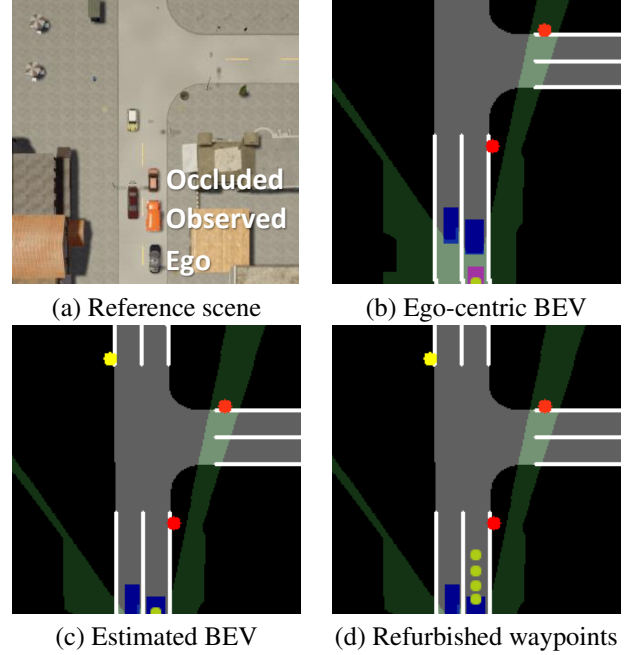 Occluded
Observed
Ego
(a) Reference scene
(b) Ego-centric BEV
(c) Estimated BEV
(d) Refurbished waypoints